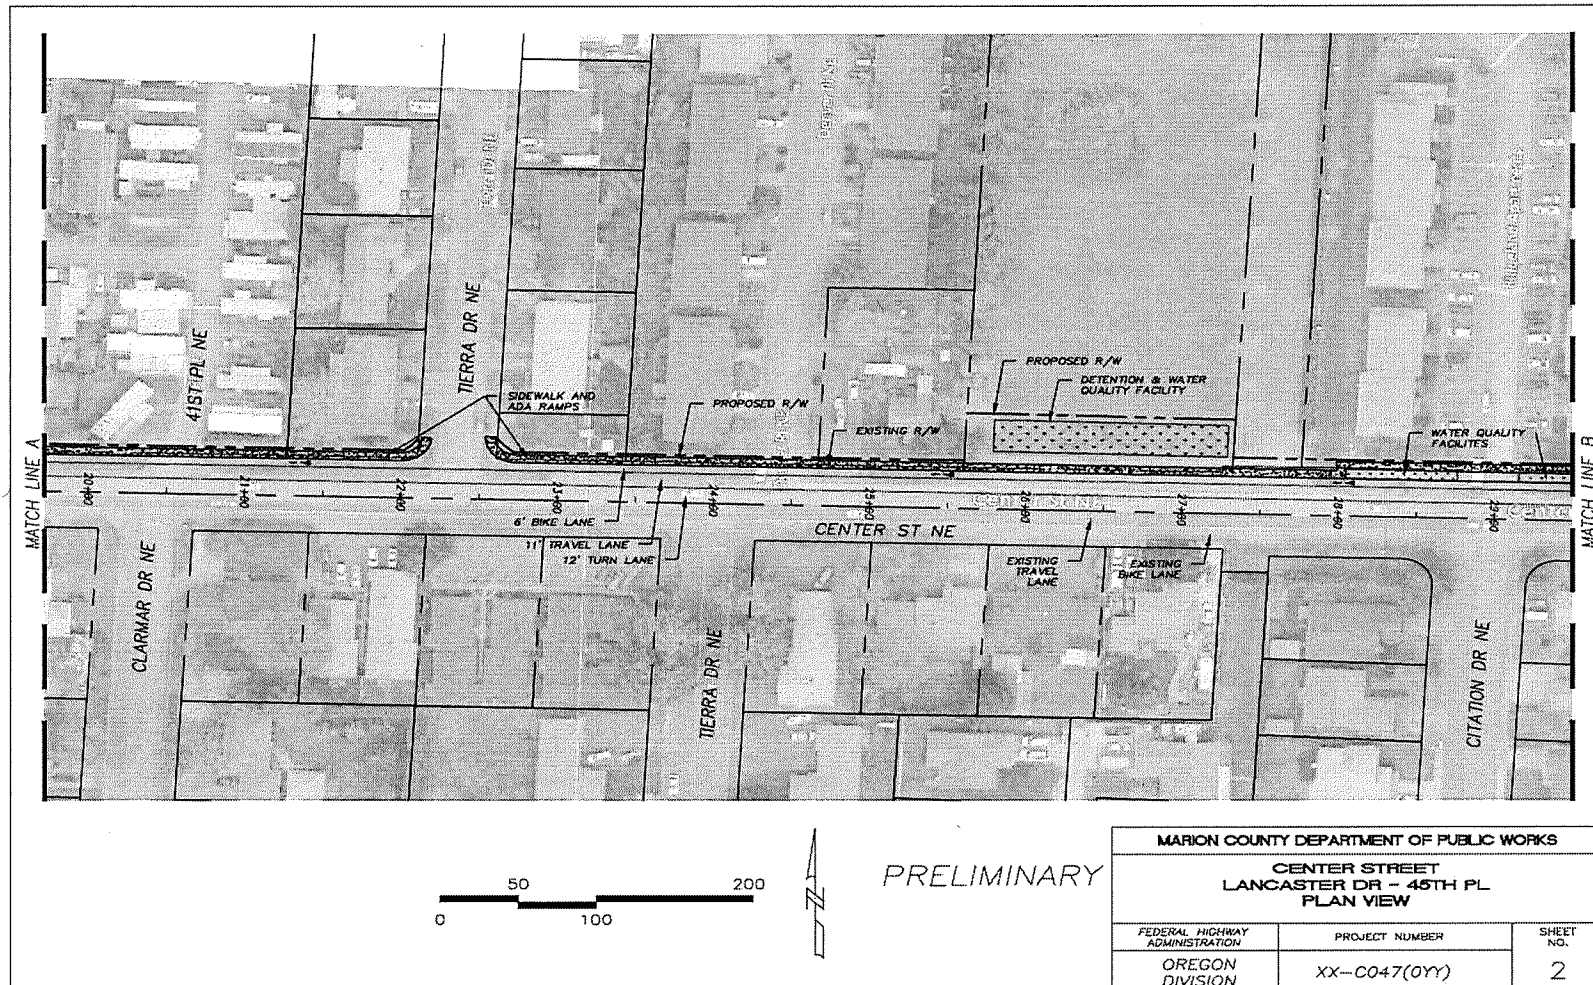 TIERRA DR NE
41ST PL NE
SIDEWALK AND
ADA RAMPS
PROPOSED R/W
EXISTING R/W
PROPOSED R/W
DETENTION & WATER
QUALITY FACILITY
WATER QUALITY
FACILITES
MATCH LINE A
MATCH LINE B
20+00
21+00
22+00
23+00
24+00
25+00
26+00
27+00
28+00
29+00
Center St NE
6' BIKE LANE
11' TRAVEL LANE
12' TURN LANE
CENTER ST NE
EXISTING
TRAVEL
LANE
EXISTING
BIKE LANE
CLARMAR DR NE
TIERRA DR NE
CITATION DR NE
50
200
0
100
N
PRELIMINARY
MARION COUNTY DEPARTMENT OF PUBLIC WORKS
CENTER STREET
LANCASTER DR - 45TH PL
PLAN VIEW
FEDERAL HIGHWAY
ADMINISTRATION
PROJECT NUMBER
SHEET
NO.
OREGON
DIVISION
XX-C047(0YY)
2